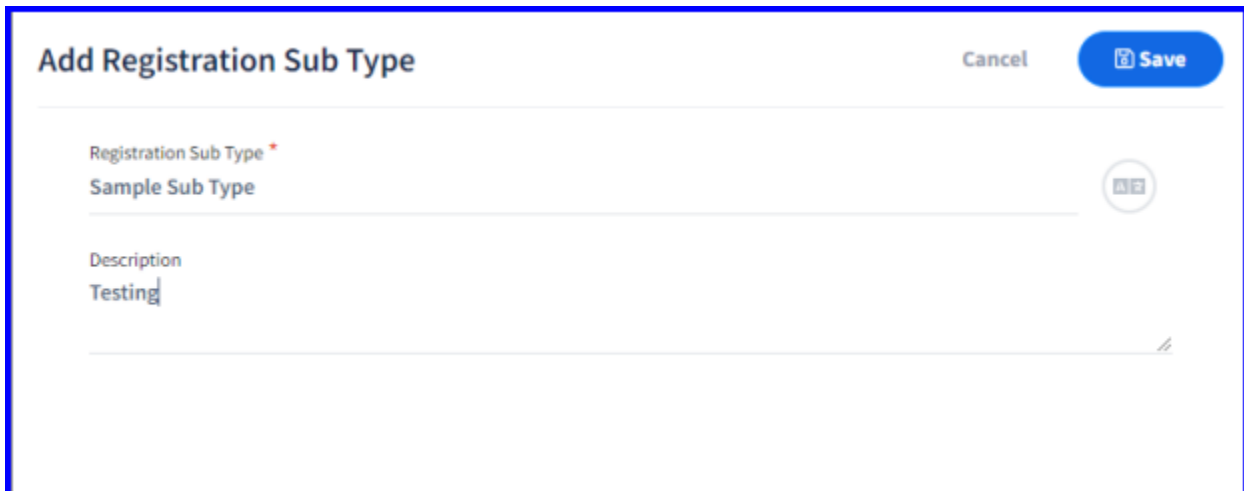 Add Registration Sub Type
Cancel
Save
Registration Sub Type *
Sample Sub Type
Description
Testing